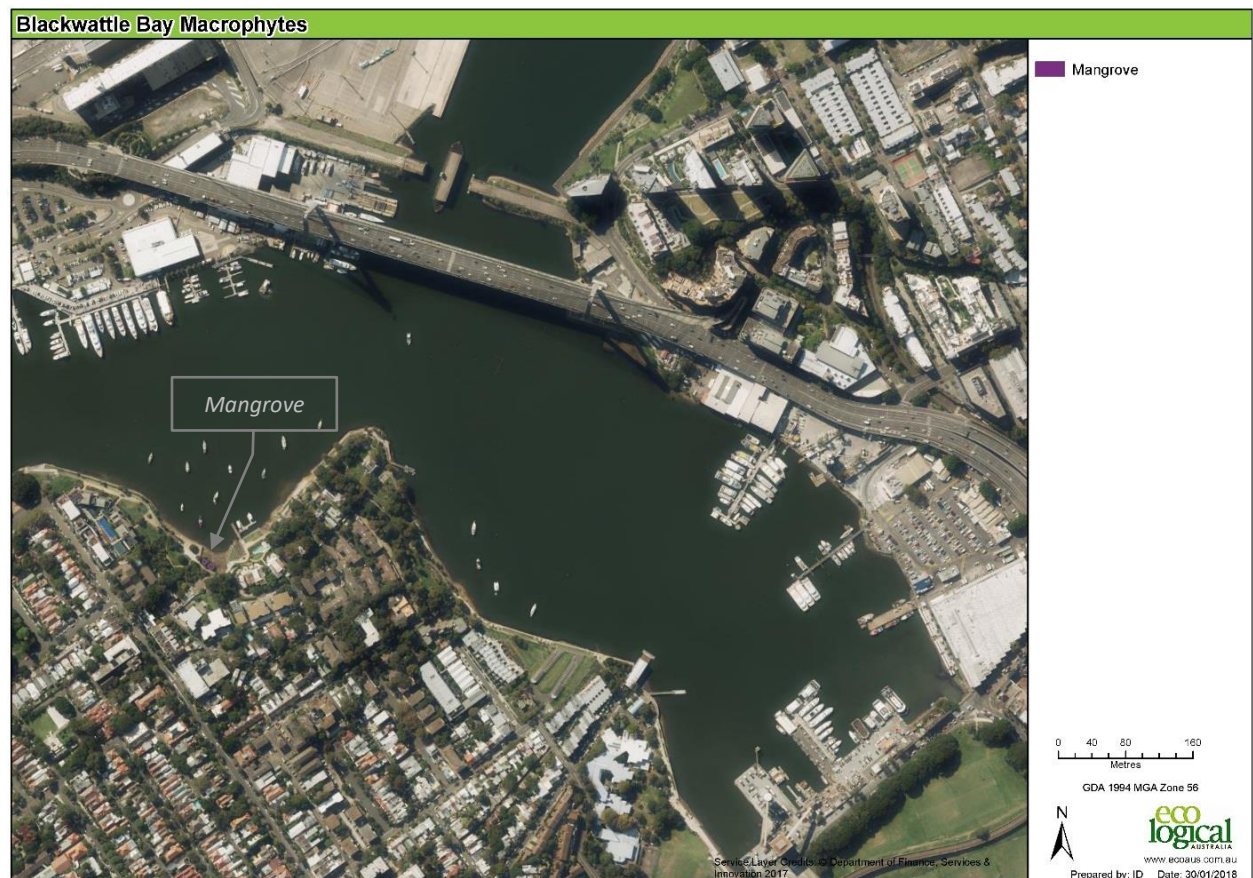 Blackwattle Bay Macrophytes
Mangrove
Mangrove
0 40 80 160
Metres
GDA 1994 MGA Zone 56
N
eco
logical
AUSTRALIA
www.ecoaus.com.au
Service Layer Credits: © Department of Finance, Services &
Innovation 2017
Prepared by: ID Date: 30/01/2018